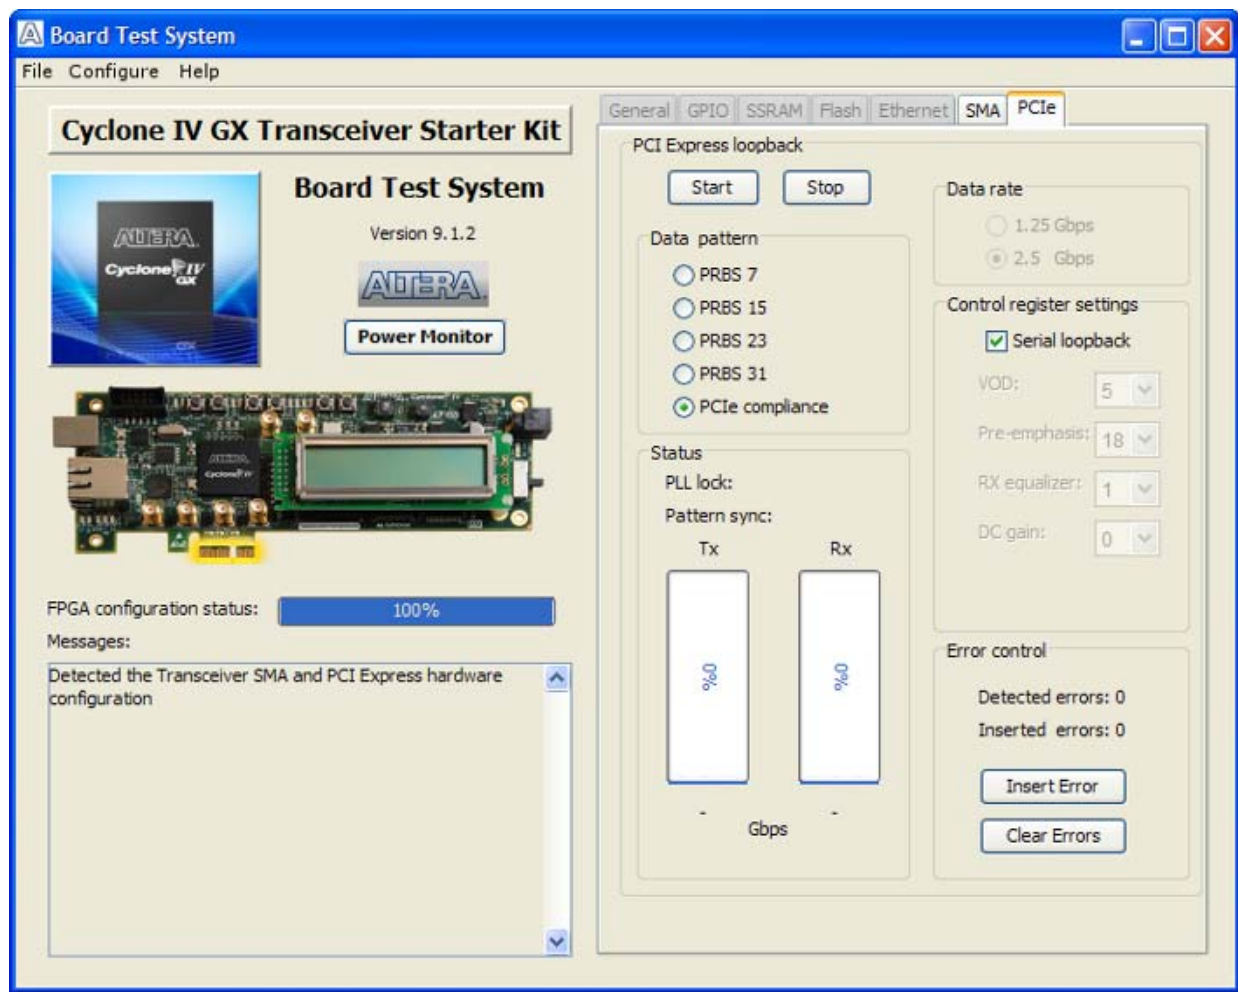 Board Test System
File Configure Help
Cyclone IV GX Transceiver Starter Kit
Board Test System
Version 9.1.2
ALTERA
Cyclone IV
GX
ALTERA
Power Monitor
ALTERA
Cyclone IV
FPGA configuration status: 100%
Messages:
Detected the Transceiver SMA and PCI Express hardware
configuration
General GPIO SSRAM Flash Ethernet SMA PCIe
PCI Express loopback
Start Stop
Data pattern
PRBS 7
PRBS 15
PRBS 23
PRBS 31
PCIe compliance
Status
PLL lock:
Pattern sync:
Tx Rx
0% 0%
- -
Gbps
Data rate
1.25 Gbps
2.5 Gbps
Control register settings
Serial loopback
VOD: 5
Pre-emphasis: 18
RX equalizer: 1
DC gain: 0
Error control
Detected errors: 0
Inserted errors: 0
Insert Error
Clear Errors